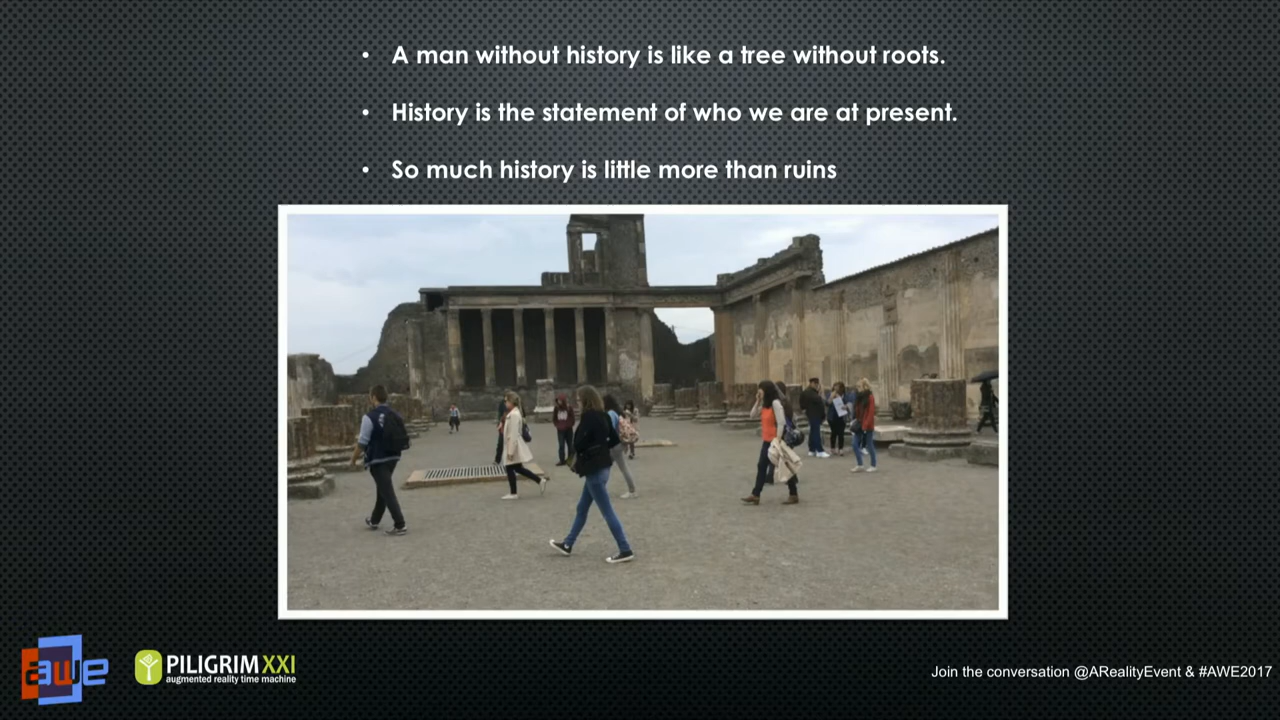 • A man without history is like a tree without roots.
• History is the statement of who we are at present.
• So much history is little more than ruins
awe
PILIGRIM XXI
augmented reality time machine
Join the conversation @ARealityEvent & #AWE2017